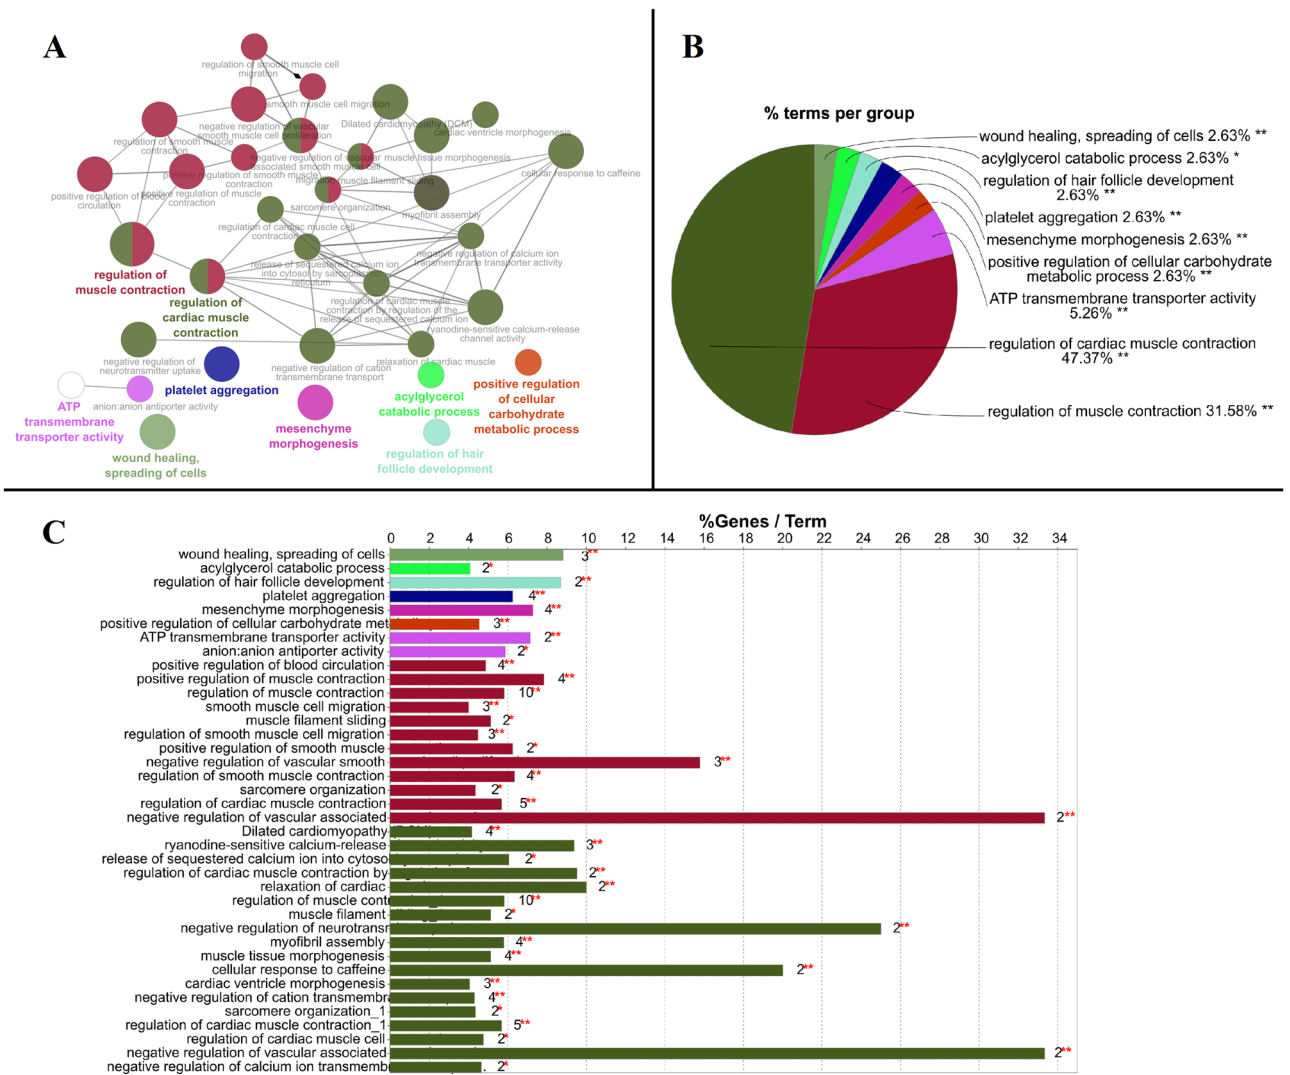 A
regulation of smooth muscle cell
migration
smooth muscle cell migration
negative regulation of vascular
smooth muscle cell proliferation
Dilated cardiomyopathy (DCM)
cardiac ventricle morphogenesis
regulation of smooth muscle
contraction
negative regulation of vascular
associated smooth muscle cell
migration
muscle tissue morphogenesis
cellular response to caffeine
positive regulation of smooth muscle
contraction
muscle filament sliding
positive regulation of blood
circulation
positive regulation of muscle
contraction
sarcomere organization
myofibril assembly
regulation of cardiac muscle cell
contraction
negative regulation of calcium ion
transmembrane transporter activity
release of sequestered calcium ion
into cytosol by sarcoplasmic
reticulum
regulation of
muscle contraction
regulation of
cardiac muscle
contraction
regulation of cardiac muscle
contraction by regulation of the
release of sequestered calcium ion
ryanodine-sensitive calcium-release
channel activity
negative regulation of
neurotransmitter uptake
negative regulation of cation
transmembrane transport
relaxation of cardiac muscle
platelet aggregation
ATP
transmembrane
transporter activity
anion:anion antiporter activity
wound healing,
spreading of cells
mesenchyme
morphogenesis
acylglycerol
catabolic process
positive regulation
of cellular
carbohydrate
metabolic process
regulation of hair
follicle development
B
% terms per group
wound healing, spreading of cells 2.63% **
acylglycerol catabolic process 2.63% *
regulation of hair follicle development
2.63% **
platelet aggregation 2.63% **
mesenchyme morphogenesis 2.63% **
positive regulation of cellular carbohydrate
metabolic process 2.63% **
ATP transmembrane transporter activity
5.26% **
regulation of cardiac muscle contraction
47.37% **
regulation of muscle contraction 31.58% **
C
%Genes / Term
0 2 4 6 8 10 12 14 16 18 20 22 24 26 28 30 32 34
wound healing, spreading of cells 3**
acylglycerol catabolic process 2*
regulation of hair follicle development 2**
platelet aggregation 4**
mesenchyme morphogenesis 4**
positive regulation of cellular carbohydrate met 3**
ATP transmembrane transporter activity 2**
anion:anion antiporter activity 2*
positive regulation of blood circulation 4**
positive regulation of muscle contraction 4**
regulation of muscle contraction 10**
smooth muscle cell migration 3**
muscle filament sliding 2*
regulation of smooth muscle cell migration 3**
positive regulation of smooth muscle 2*
negative regulation of vascular smooth 3**
regulation of smooth muscle contraction 4**
sarcomere organization 2*
regulation of cardiac muscle contraction 5**
negative regulation of vascular associated 2**
Dilated cardiomyopathy 4**
ryanodine-sensitive calcium-release 3**
release of sequestered calcium ion into cytoso 2*
regulation of cardiac muscle contraction by 2**
relaxation of cardiac 2**
regulation of muscle cont 10**
muscle filament 2*
negative regulation of neurotransr 2**
myofibril assembly 4**
muscle tissue morphogenesis 4**
cellular response to caffeine 2**
cardiac ventricle morphogenesis 3**
negative regulation of cation transmembra 4**
sarcomere organization_1 2*
regulation of cardiac muscle contraction_1 5**
regulation of cardiac muscle cell 2*
negative regulation of vascular associated 2**
negative regulation of calcium ion transmemb 2*